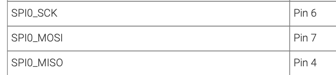 SPI0_SCK Pin 6
SPI0_MOSI Pin 7
SPI0_MISO Pin 4